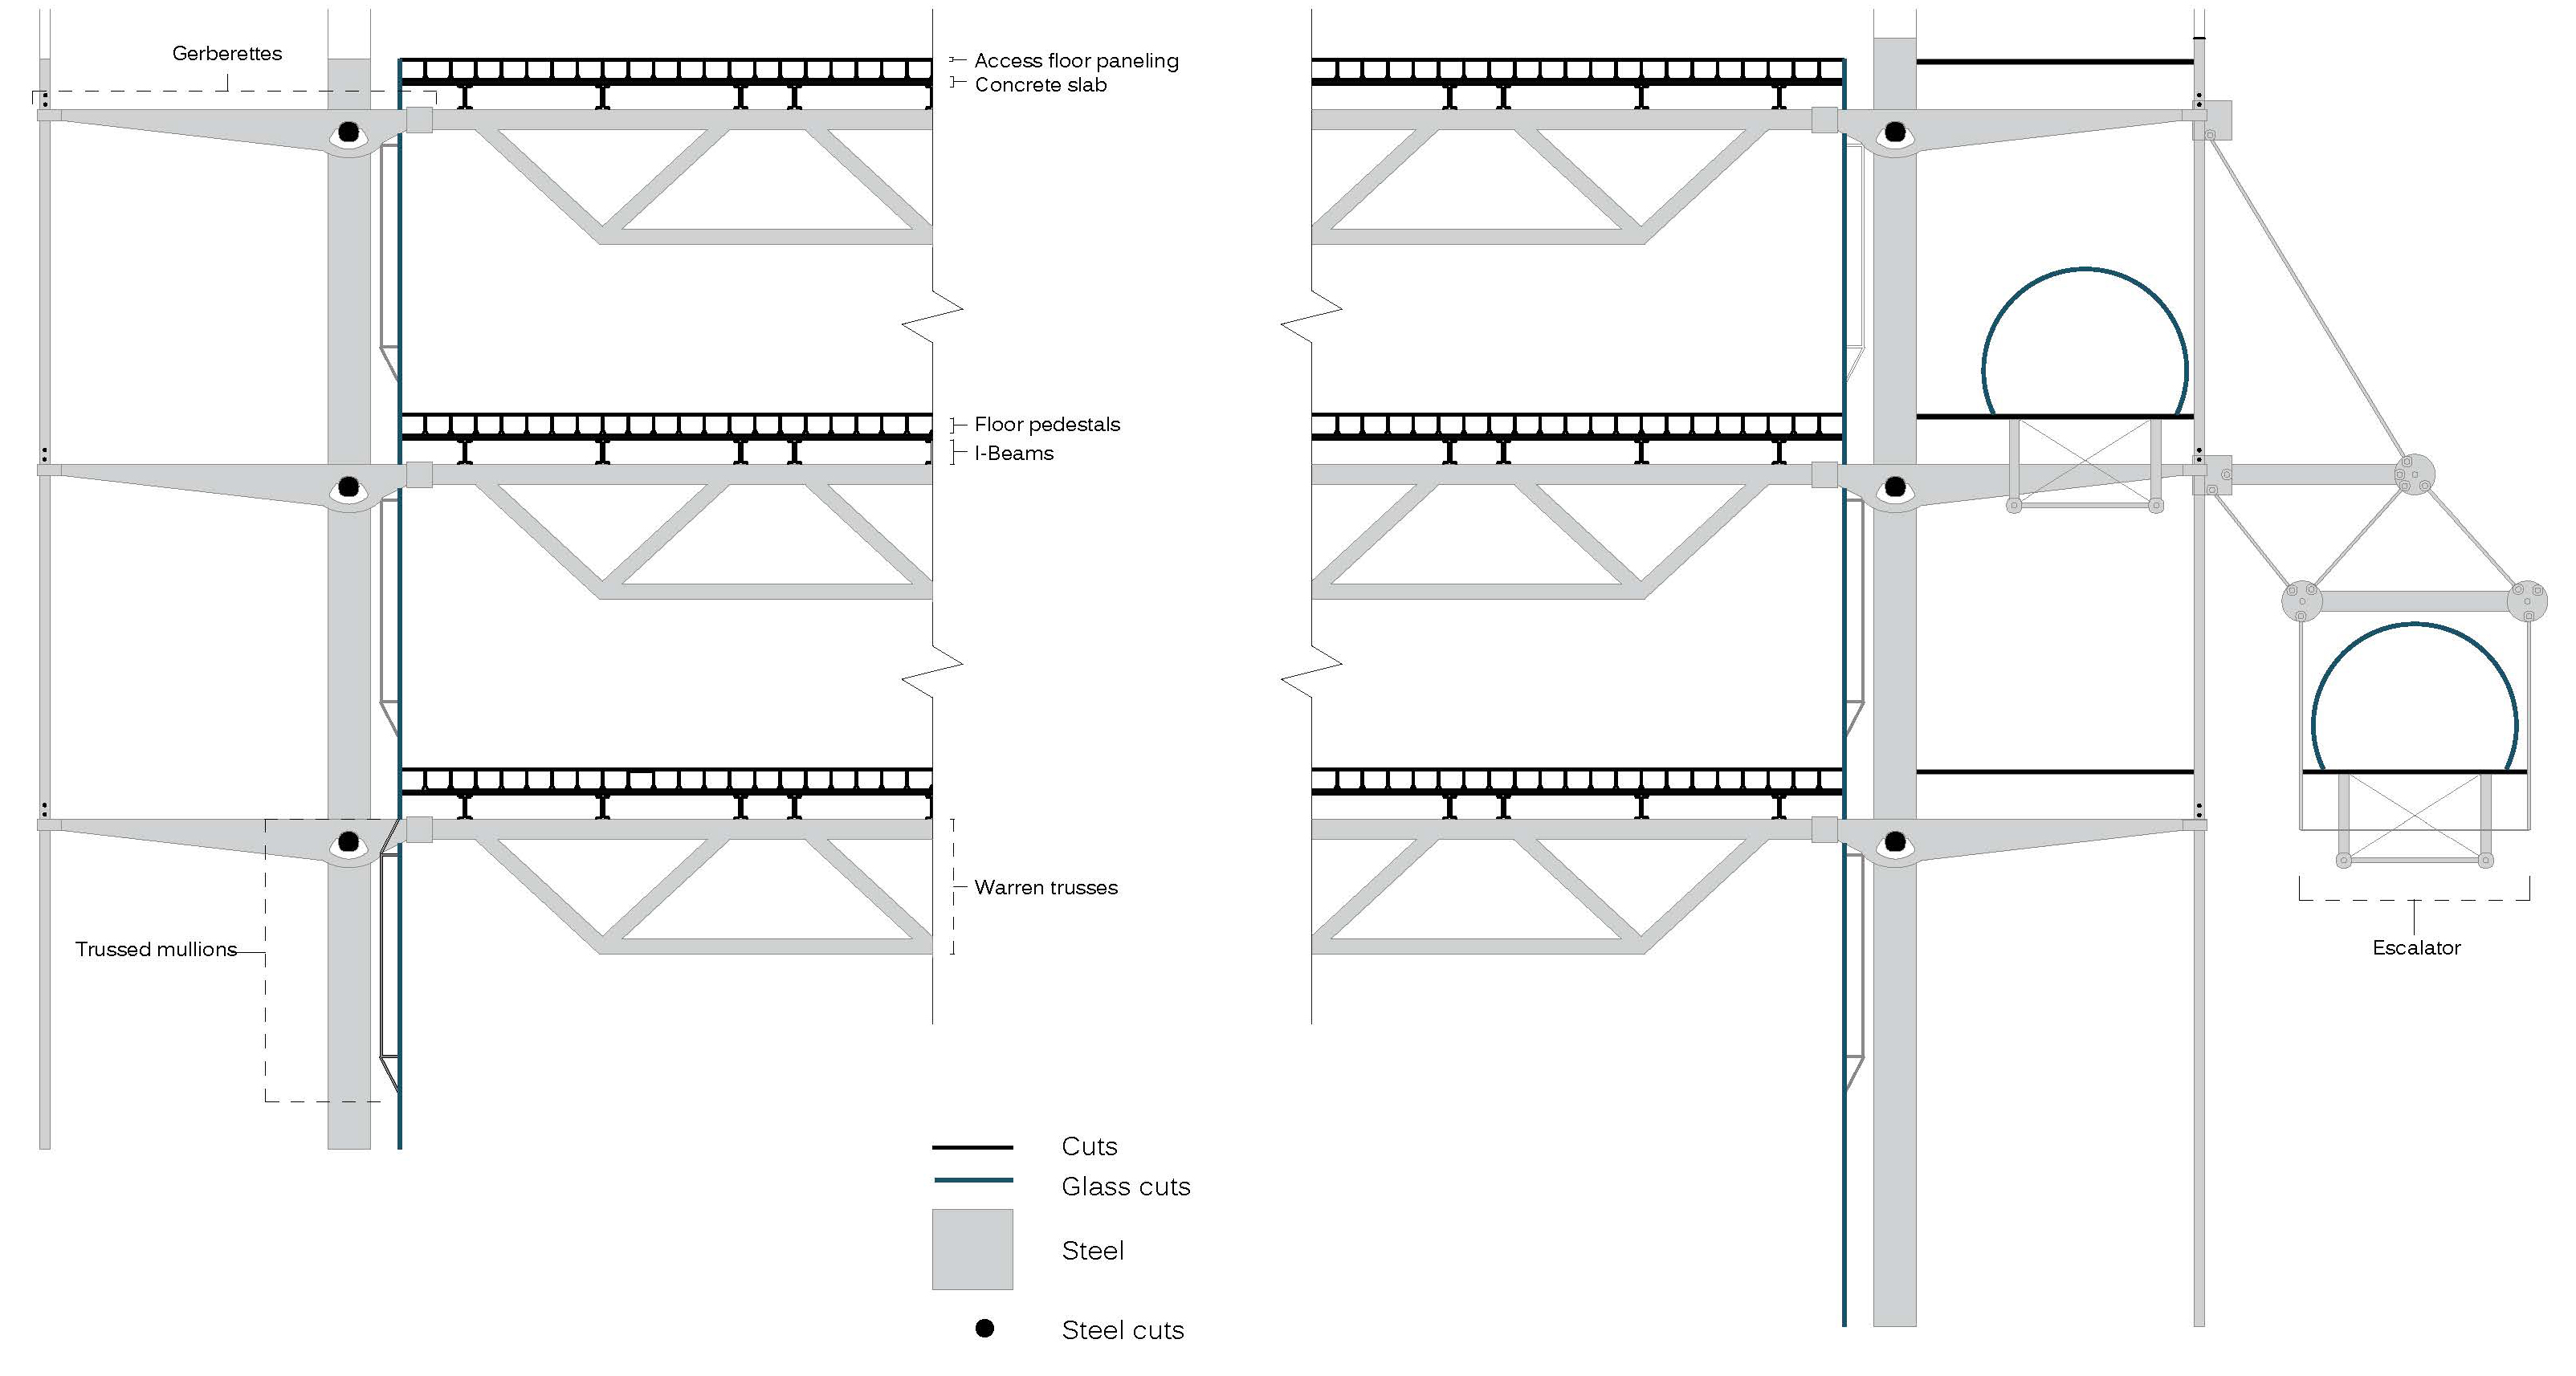 Gerberettes
Access floor paneling
Concrete slab
Floor pedestals
I-Beams
Warren trusses
Trussed mullions
Escalator
Cuts
Glass cuts
Steel
Steel cuts